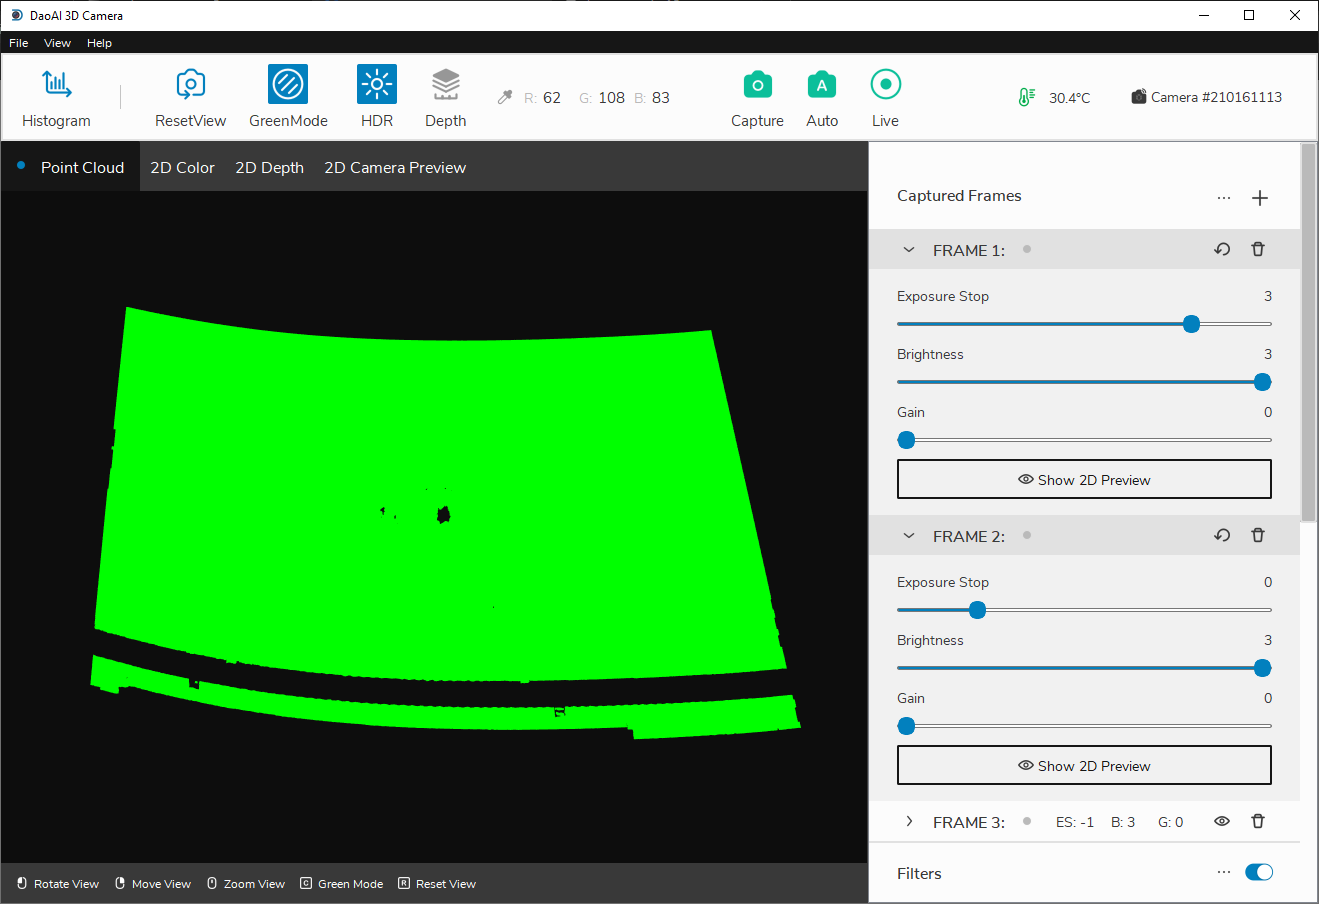 DaoAI 3D Camera
File View Help
Histogram ResetView GreenMode HDR Depth R: 62 G: 108 B: 83 Capture A Auto Live 30.4°C Camera #210161113
Point Cloud 2D Color 2D Depth 2D Camera Preview
Captured Frames
FRAME 1:
Exposure Stop 3
Brightness 3
Gain 0
Show 2D Preview
FRAME 2:
Exposure Stop 0
Brightness 3
Gain 0
Show 2D Preview
FRAME 3: ES: -1 B: 3 G: 0
Filters
Rotate View Move View Zoom View C Green Mode R Reset View